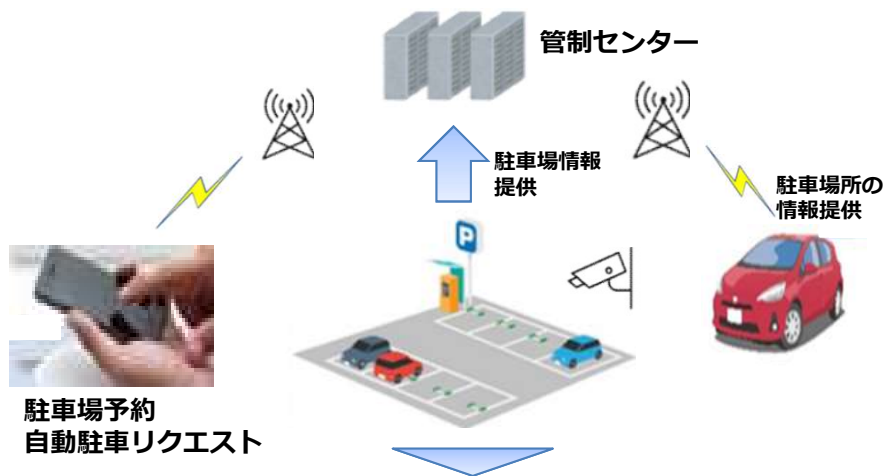 管制センター
駐車場情報
提供
駐車場所の
情報提供
P
駐車場予約
自動駐車リクエスト